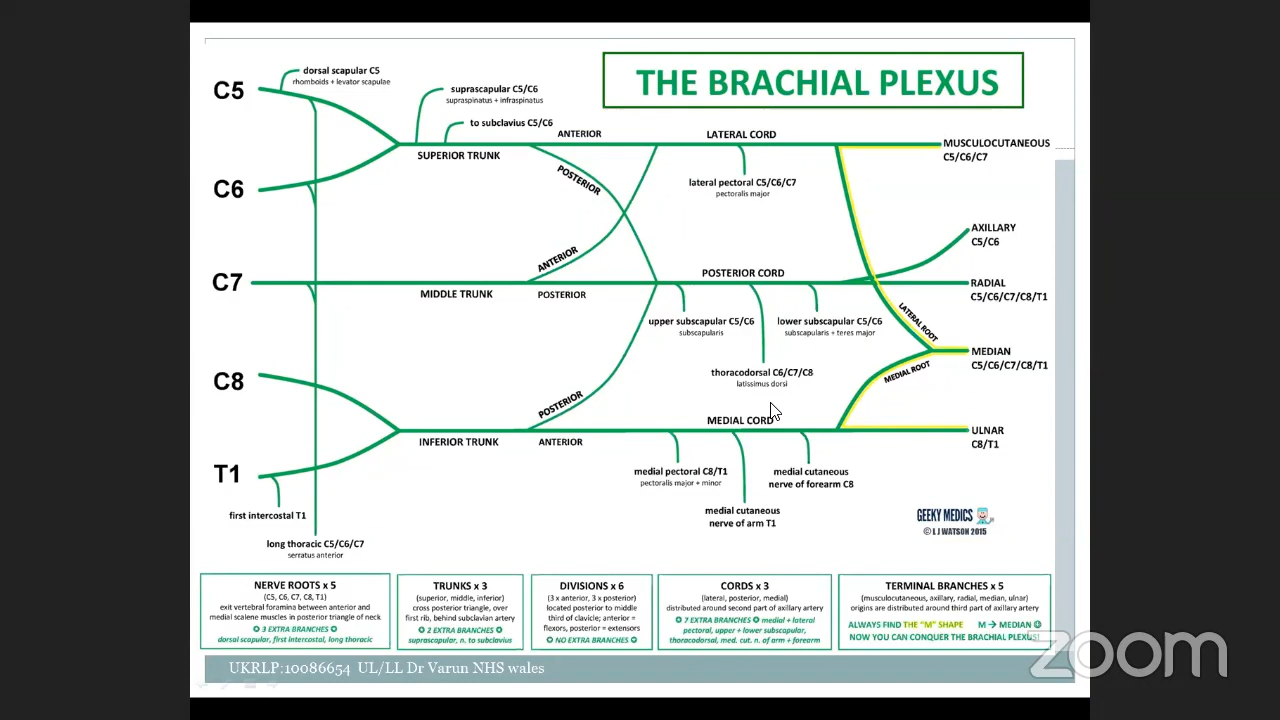 THE BRACHIAL PLEXUS
C5
dorsal scapular C5
rhomboids + levator scapulae
suprascapular C5/C6
supraspinatus + infraspinatus
to subclavius C5/C6
ANTERIOR
LATERAL CORD
SUPERIOR TRUNK
MUSCULOCUTANEOUS
C5/C6/C7
POSTERIOR
lateral pectoral C5/C6/C7
pectoralis major
C6
AXILLARY
C5/C6
ANTERIOR
C7
MIDDLE TRUNK
POSTERIOR
POSTERIOR CORD
RADIAL
C5/C6/C7/C8/T1
upper subscapular C5/C6
subscapularis
lower subscapular C5/C6
subscapularis + teres major
LATERAL ROOT
MEDIAN
C5/C6/C7/C8/T1
thoracodorsal C6/C7/C8
latissimus dorsi
MEDIAL ROOT
C8
POSTERIOR
MEDIAL CORD
INFERIOR TRUNK
ANTERIOR
ULNAR
C8/T1
T1
medial pectoral C8/T1
pectoralis major + minor
medial cutaneous
nerve of forearm C8
medial cutaneous
nerve of arm T1
first intercostal T1
long thoracic C5/C6/C7
serratus anterior
GEEKY MEDICS
© L J WATSON 2015
NERVE ROOTS x 5
(C5, C6, C7, C8, T1)
exit vertebral foramina between anterior and
medial scalene muscles in posterior triangle of neck
✪ 3 EXTRA BRANCHES ✪
dorsal scapular, first intercostal, long thoracic
TRUNKS x 3
(superior, middle, inferior)
cross posterior triangle, over
first rib, behind subclavian artery
✪ 2 EXTRA BRANCHES ✪
suprascapular, n. to subclavius
DIVISIONS x 6
(3 x anterior, 3 x posterior)
located posterior to middle
third of clavicle; anterior =
flexors, posterior = extensors
✪ NO EXTRA BRANCHES ✪
CORDS x 3
(lateral, posterior, medial)
distributed around second part of axillary artery
✪ 7 EXTRA BRANCHES ✪ medial + lateral
pectoral, upper + lower subscapular,
thoracodorsal, med. cut. n. of arm + forearm
TERMINAL BRANCHES x 5
(musculocutaneous, axillary, radial, median, ulnar)
origins are distributed around third part of axillary artery
ALWAYS FIND THE "M" SHAPE M → MEDIAN ☺
NOW YOU CAN CONQUER THE BRACHIAL PLEXUS!
zoom
UKRLP:10086654 UL/LL Dr Varun NHS wales